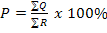 P = ∑Q / ∑R x 100%